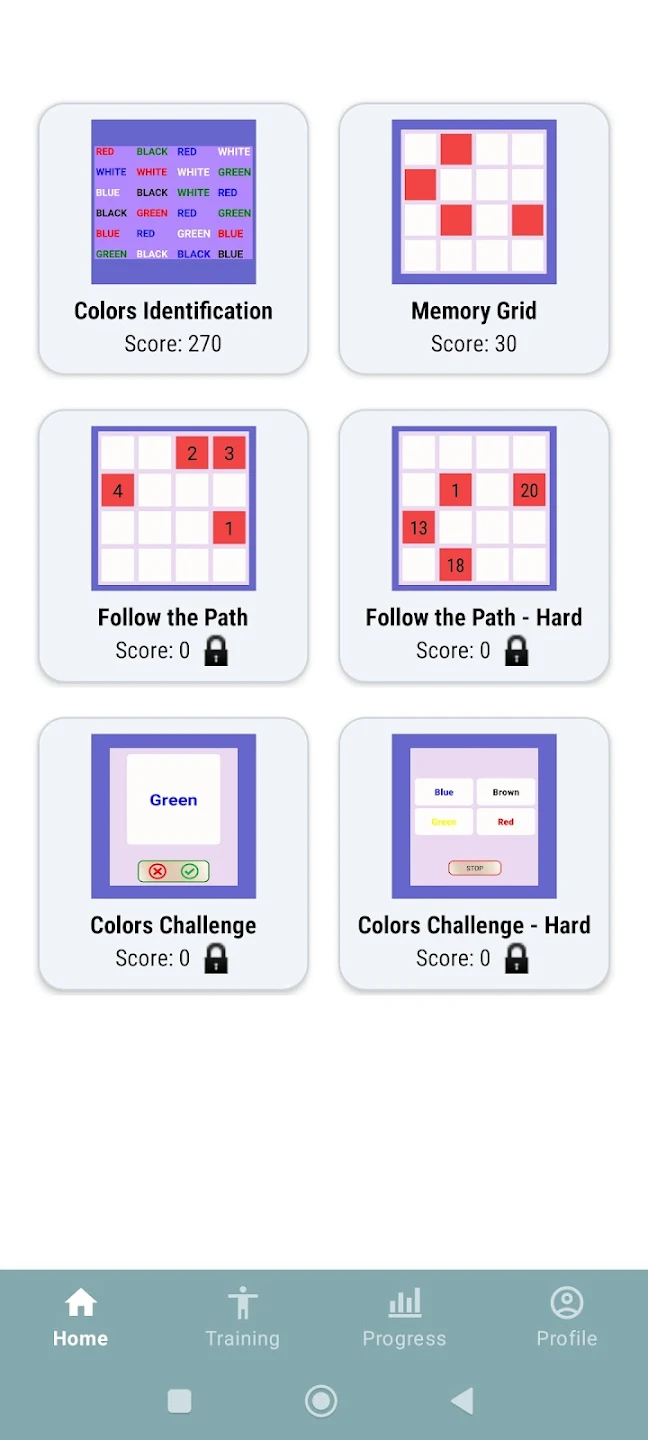 RED BLACK RED WHITE
WHITE WHITE WHITE GREEN
BLUE BLACK WHITE RED
BLACK GREEN RED GREEN
BLUE RED GREEN BLUE
GREEN BLACK BLACK BLUE
Colors Identification
Score: 270
Memory Grid
Score: 30
2 3
4
1
Follow the Path
Score: 0
1 20
13
18
Follow the Path - Hard
Score: 0
Green
Colors Challenge
Score: 0
Blue Brown
Green Red
STOP
Colors Challenge - Hard
Score: 0
Home Training Progress Profile